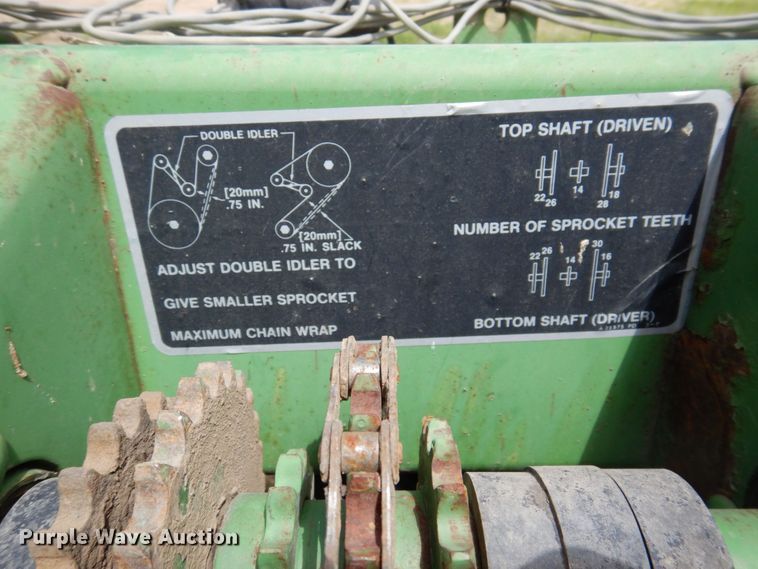 DOUBLE IDLER
[20mm]
.75 IN.
[20mm]
.75 IN. SLACK
ADJUST DOUBLE IDLER TO
GIVE SMALLER SPROCKET
MAXIMUM CHAIN WRAP
TOP SHAFT (DRIVEN)
22 26 14 28 18
NUMBER OF SPROCKET TEETH
22 26 14 30 16
BOTTOM SHAFT (DRIVER)
Purple Wave Auction